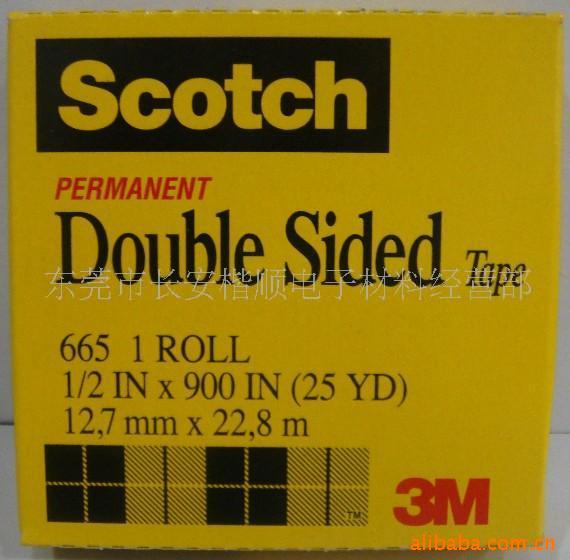 Scotch
PERMANENT
Double Sided Tape
东莞市长安楷顺电子材料经营部
665 1 ROLL
1/2 IN x 900 IN (25 YD)
12,7 mm x 22,8 m
TM
3M
alibaba.com.cn